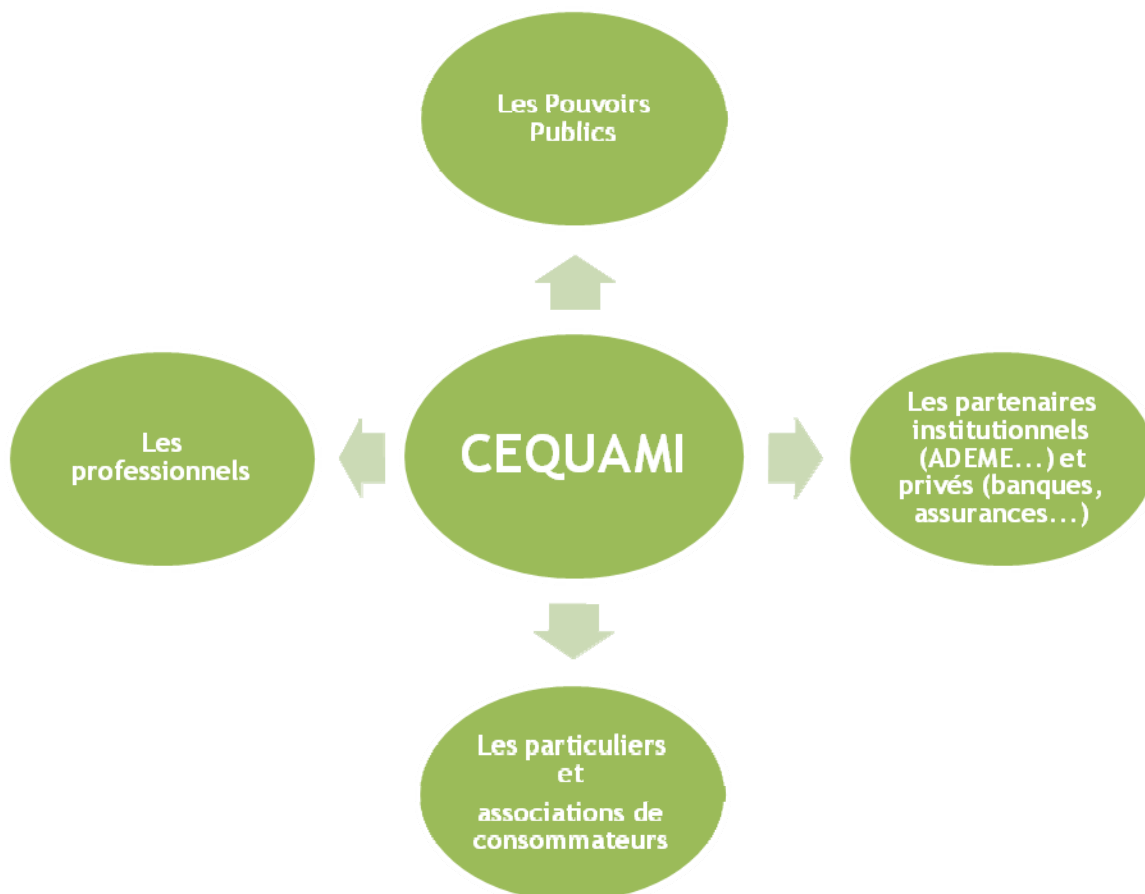 Les Pouvoirs
Publics
Les
professionnels
CEQUAMI
Les partenaires
institutionnels
(ADEME...) et
privés (banques,
assurances...)
Les particuliers
et
associations de
consommateurs